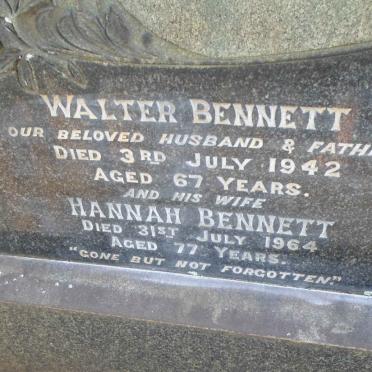 WALTER BENNETT
OUR BELOVED HUSBAND & FATH
DIED 3RD JULY 1942
AGED 67 YEARS.
AND HIS WIFE
HANNAH BENNETT
DIED 31ST JULY 1964
AGED 77 YEARS.
"GONE BUT NOT FORGOTTEN"